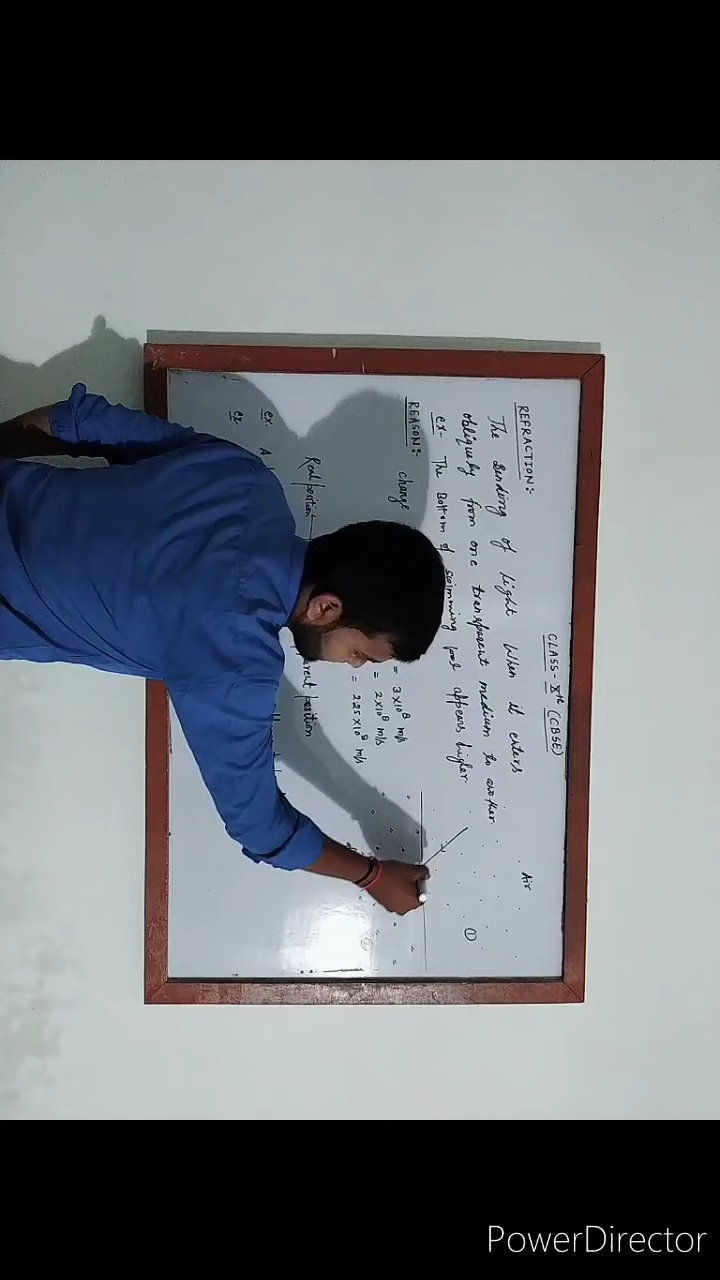 CLASS - Xth (CBSE)
REFRACTION:-
The Bending of light When it enters
obliquely from one transparent medium to another.
ex- The Bottom of swimming pool appears higher.
REASON:- change
= 3×10⁸ m/s
= 2×10⁸ m/s
= 2.25×10⁸ m/s
Real position
position
ex. A
ex
Air
①
PowerDirector